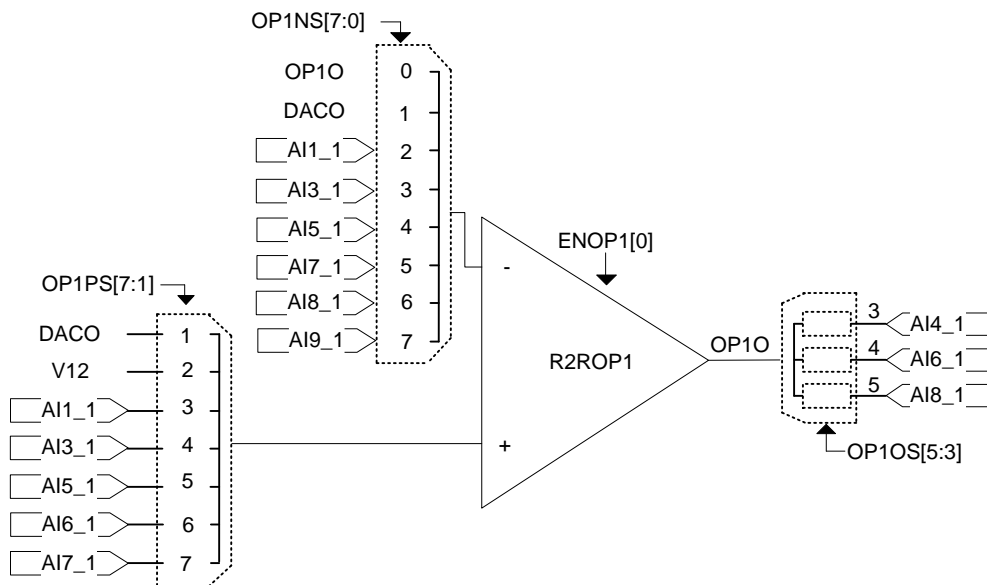 OP1NS[7:0]
OP1O 0
DACO 1
AI1_1 2
AI3_1 3
AI5_1 4
AI7_1 5
AI8_1 6
AI9_1 7
OP1PS[7:1]
DACO 1
V12 2
AI1_1 3
AI3_1 4
AI5_1 5
AI6_1 6
AI7_1 7
-
+
R2ROP1
ENOP1[0]
OP1O
3 AI4_1
4 AI6_1
5 AI8_1
OP1OS[5:3]